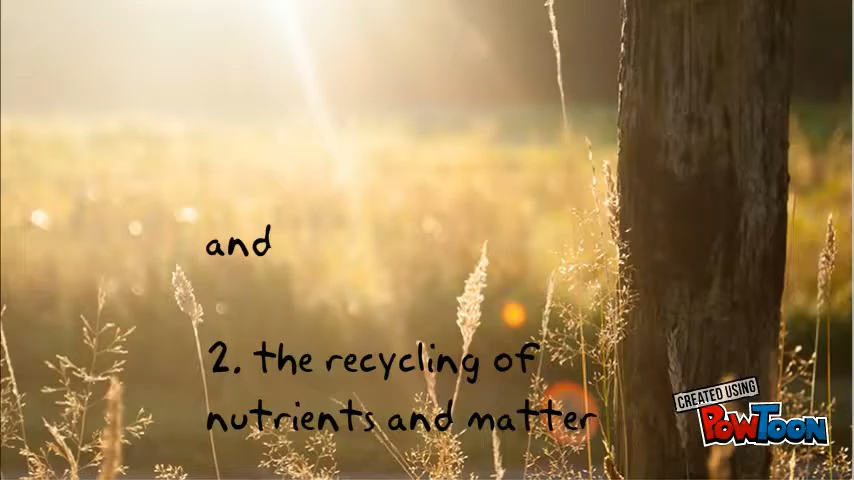 and
2. the recycling of
nutrients and matter
CREATED USING
POWTOON